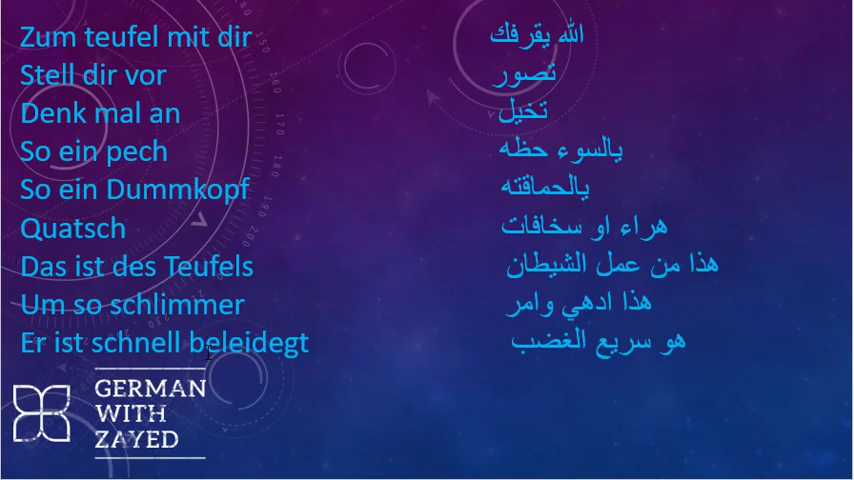 Zum teufel mit dir الله يقرفك
Stell dir vor تصور
Denk mal an تخيل
So ein pech يالسوء حظه
So ein Dummkopf يالحماقته
Quatsch هراء او سخافات
Das ist des Teufels هذا من عمل الشيطان
Um so schlimmer هذا ادهي وامر
Er ist schnell beleidegt هو سريع الغضب
GERMAN
WITH
ZAYED